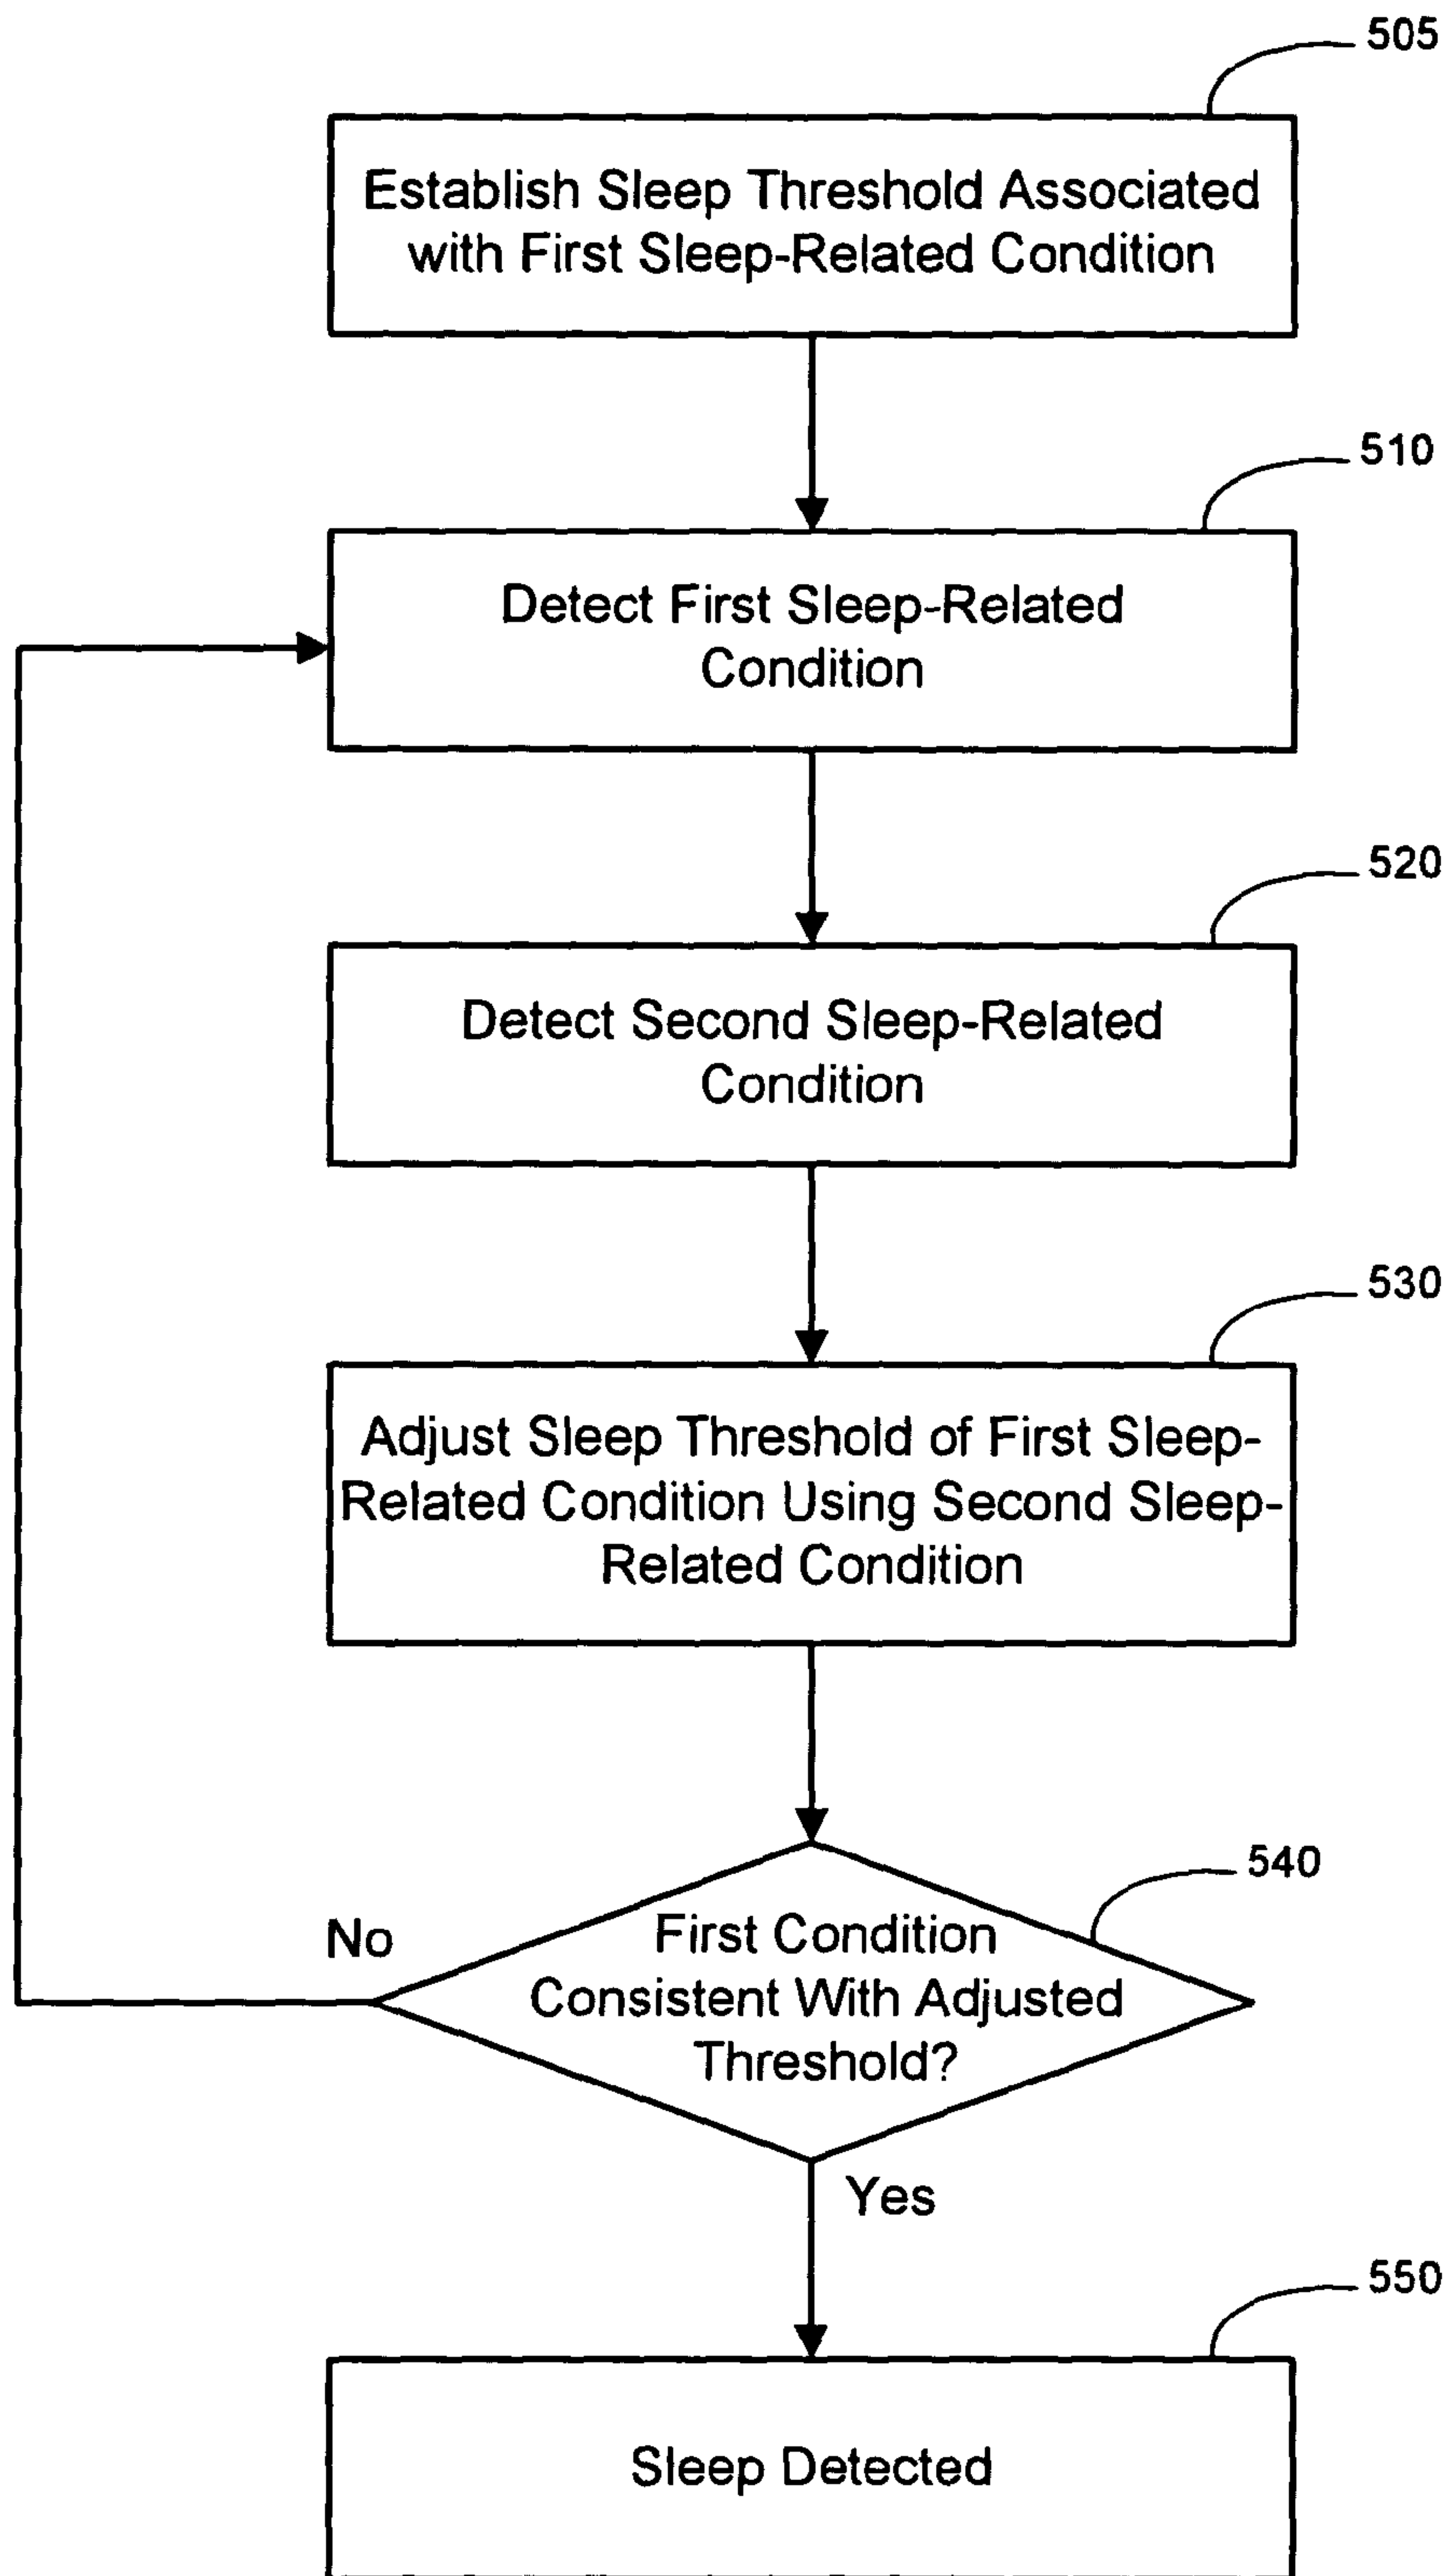 505
Establish Sleep Threshold Associated
with First Sleep-Related Condition
510
Detect First Sleep-Related
Condition
520
Detect Second Sleep-Related
Condition
530
Adjust Sleep Threshold of First Sleep-
Related Condition Using Second Sleep-
Related Condition
540
No
First Condition
Consistent With Adjusted
Threshold?
Yes
550
Sleep Detected